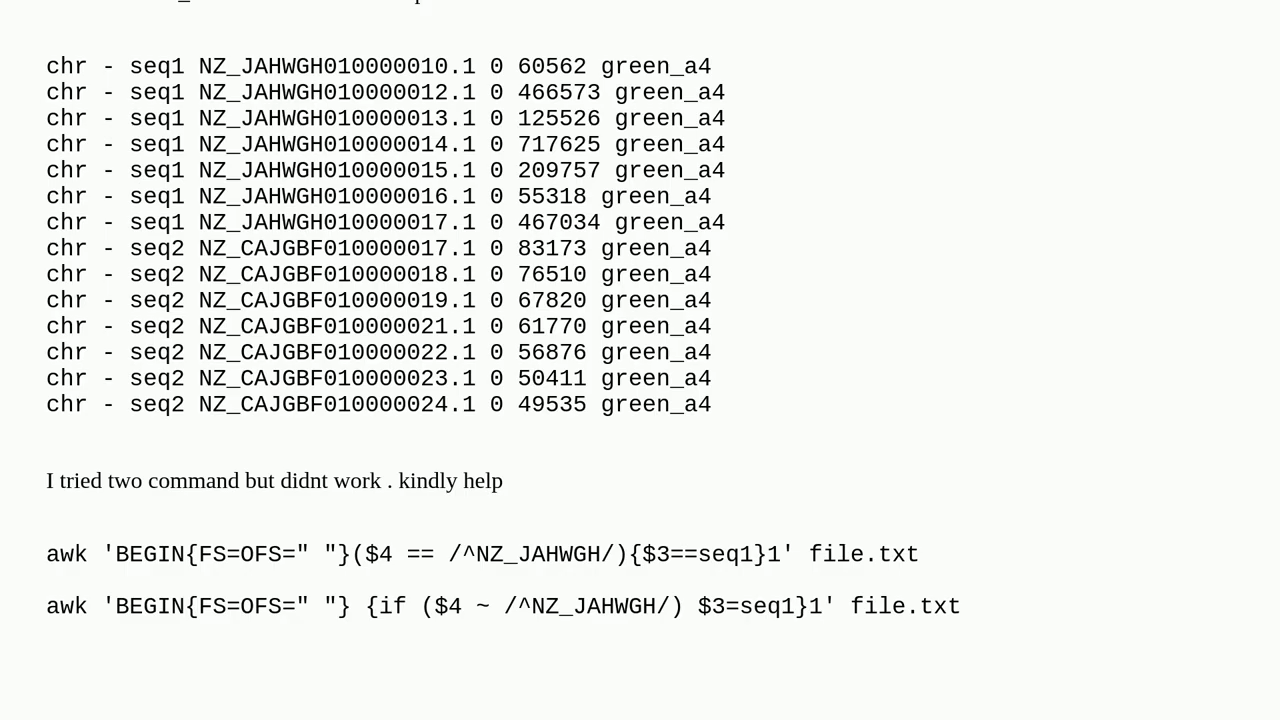 chr - seq1 NZ_JAHWGH010000010.1 0 60562 green_a4
chr - seq1 NZ_JAHWGH010000012.1 0 466573 green_a4
chr - seq1 NZ_JAHWGH010000013.1 0 125526 green_a4
chr - seq1 NZ_JAHWGH010000014.1 0 717625 green_a4
chr - seq1 NZ_JAHWGH010000015.1 0 209757 green_a4
chr - seq1 NZ_JAHWGH010000016.1 0 55318 green_a4
chr - seq1 NZ_JAHWGH010000017.1 0 467034 green_a4
chr - seq2 NZ_CAJGBF010000017.1 0 83173 green_a4
chr - seq2 NZ_CAJGBF010000018.1 0 76510 green_a4
chr - seq2 NZ_CAJGBF010000019.1 0 67820 green_a4
chr - seq2 NZ_CAJGBF010000021.1 0 61770 green_a4
chr - seq2 NZ_CAJGBF010000022.1 0 56876 green_a4
chr - seq2 NZ_CAJGBF010000023.1 0 50411 green_a4
chr - seq2 NZ_CAJGBF010000024.1 0 49535 green_a4
I tried two command but didnt work . kindly help
awk 'BEGIN{FS=OFS=" "}($4 == /^NZ_JAHWGH/){$3==seq1}1' file.txt
awk 'BEGIN{FS=OFS=" "} {if ($4 ~ /^NZ_JAHWGH/) $3=seq1}1' file.txt